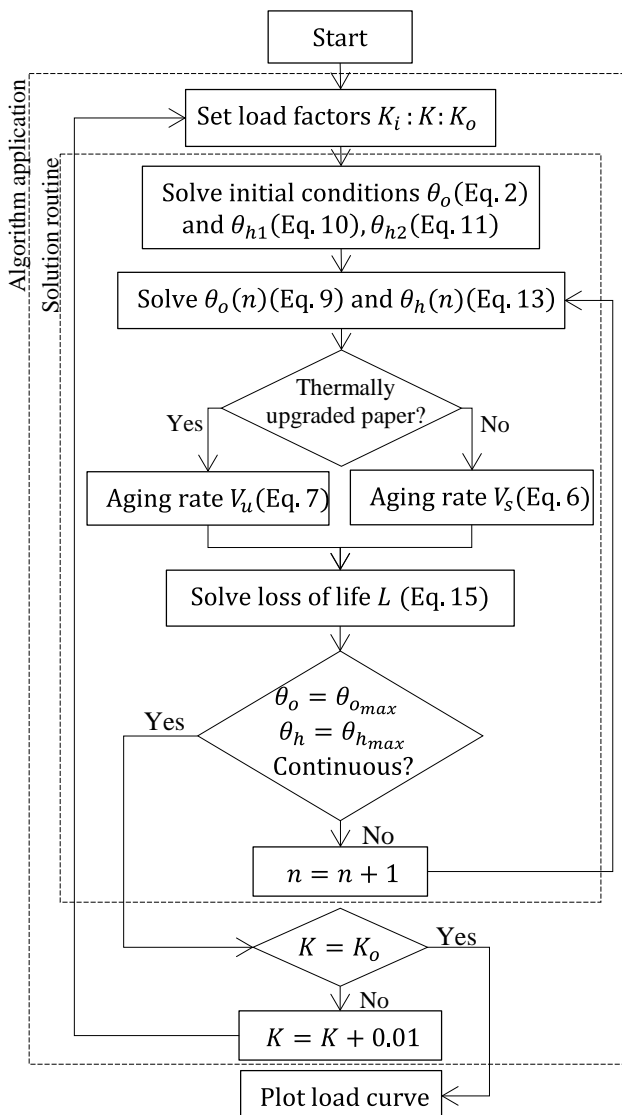 Start
Algorithm application
Set load factors K_i : K: K_o
Solution routine
Solve initial conditions θ_o(Eq. 2)
and θ_h1(Eq. 10), θ_h2(Eq. 11)
Solve θ_o(n)(Eq. 9) and θ_h(n)(Eq. 13)
Thermally
upgraded paper?
Yes
No
Aging rate V_u(Eq. 7)
Aging rate V_s(Eq. 6)
Solve loss of life L (Eq. 15)
θ_o = θ_o_max
θ_h = θ_h_max
Continuous?
Yes
No
n = n + 1
K = K_o
Yes
No
K = K + 0.01
Plot load curve